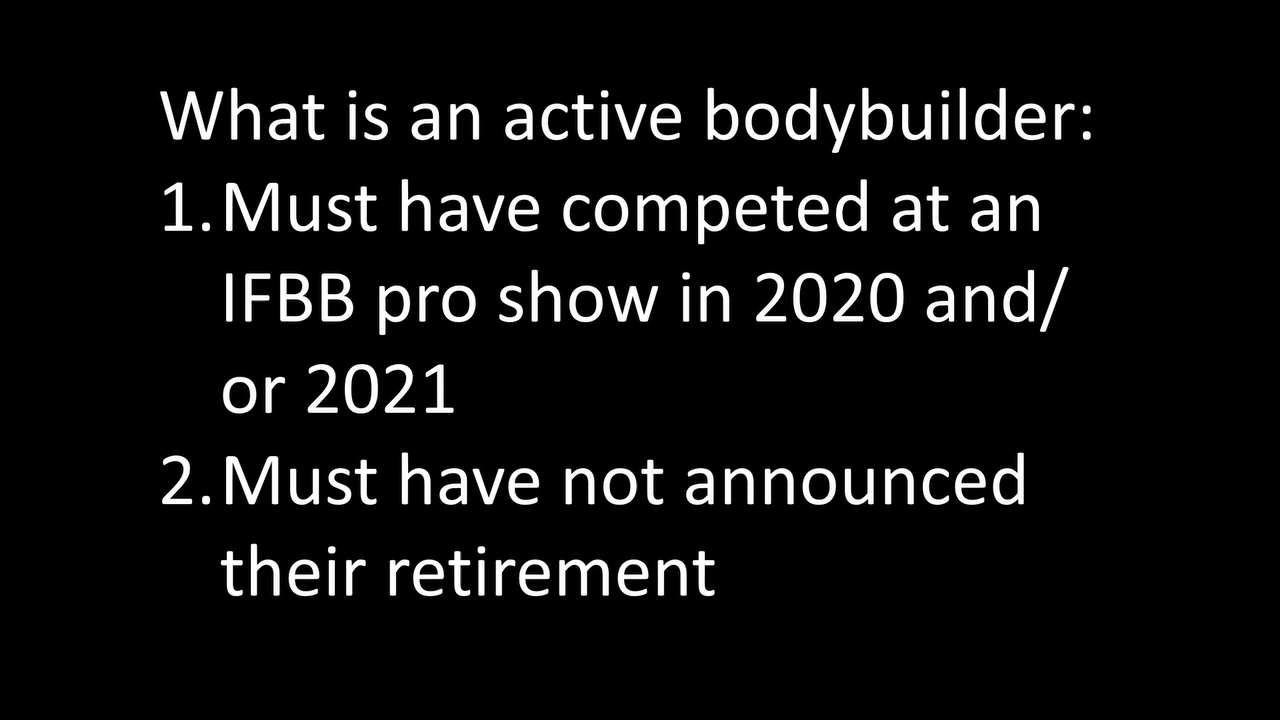 What is an active bodybuilder:
1. Must have competed at an
IFBB pro show in 2020 and/
or 2021
2. Must have not announced
their retirement